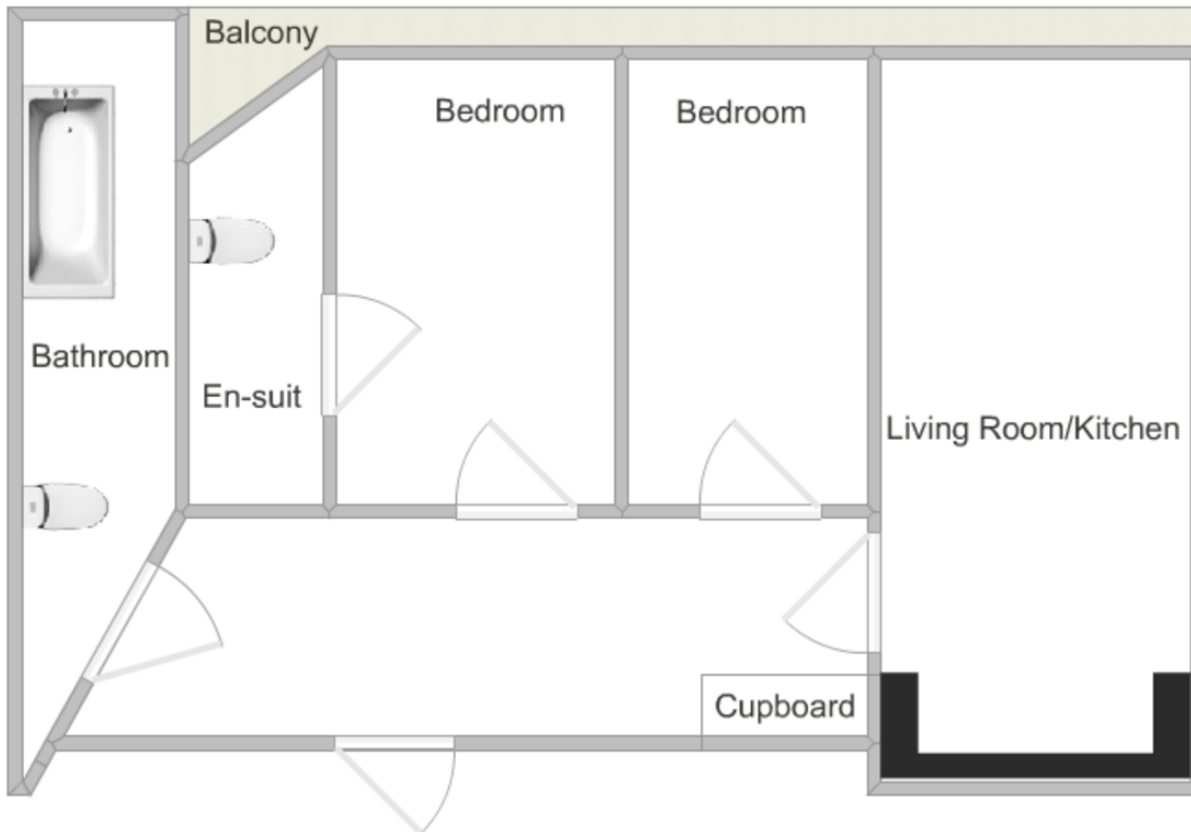 Balcony
Bedroom
Bedroom
Bathroom
En-suit
Living Room/Kitchen
Cupboard